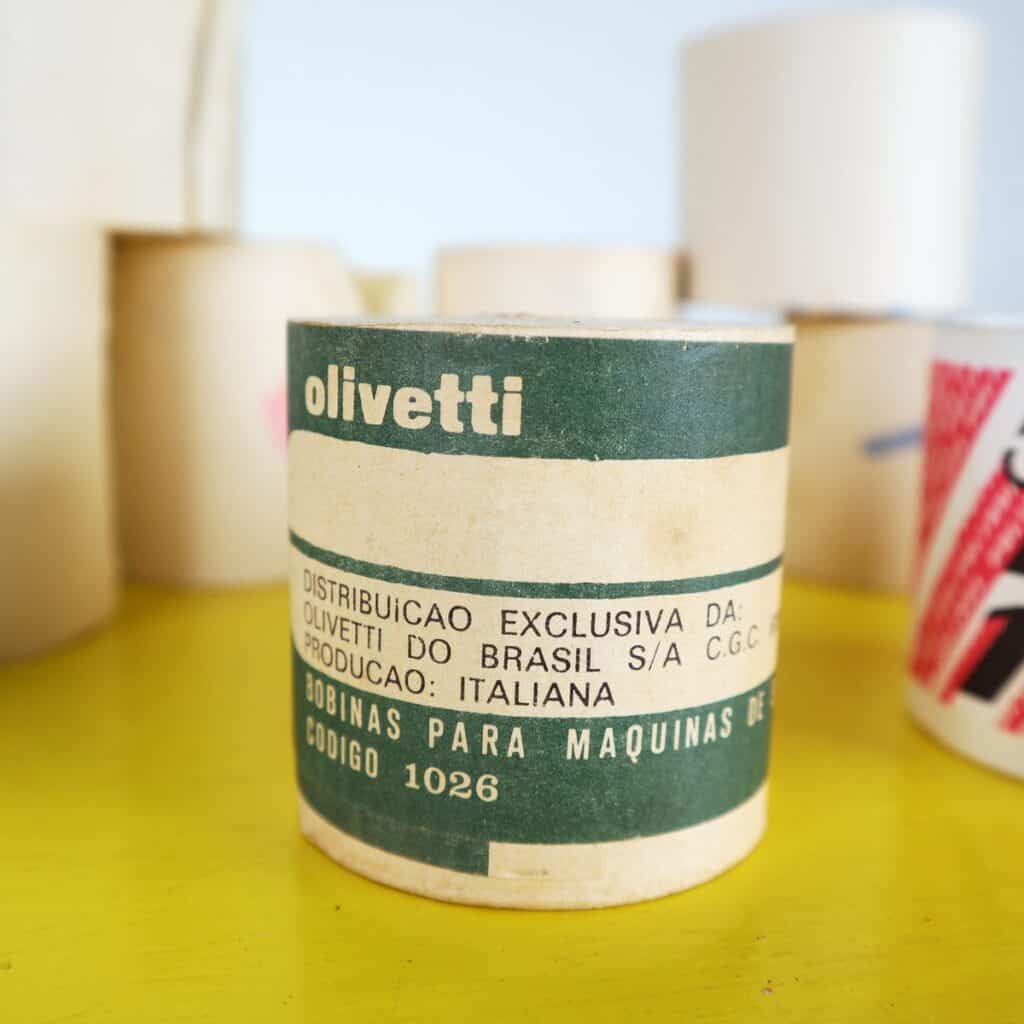 olivetti
DISTRIBUICAO EXCLUSIVA DA:
OLIVETTI DO BRASIL S/A C.G.C.
PRODUCAO: ITALIANA
BOBINAS PARA MAQUINAS DE
CODIGO 1026